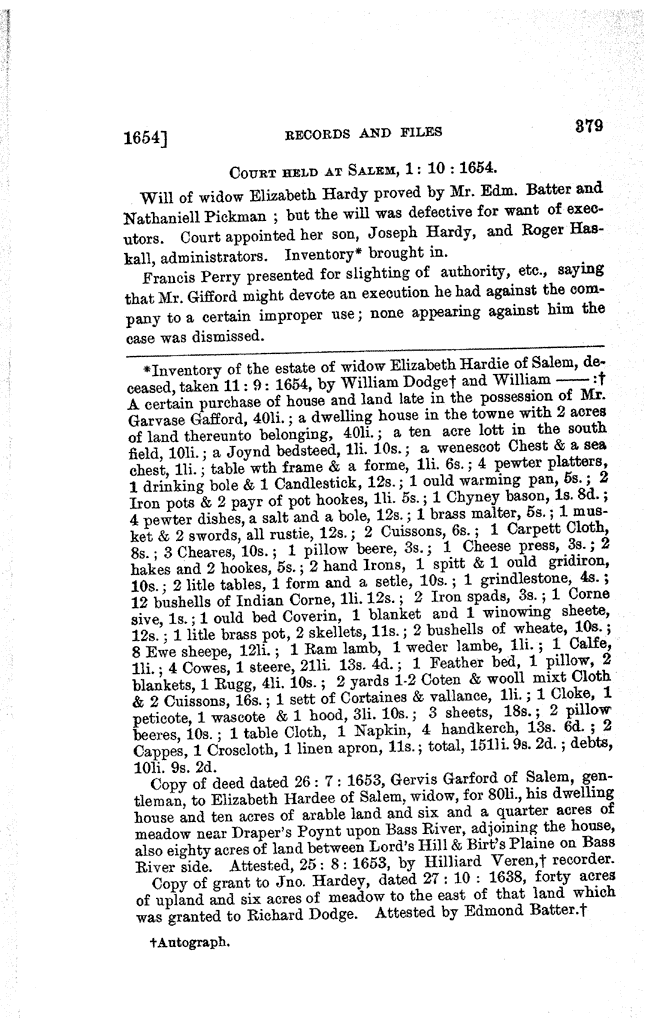 1654] RECORDS AND FILES 379
COURT HELD AT SALEM, 1: 10 : 1654.
Will of widow Elizabeth Hardy proved by Mr. Edm. Batter and
Nathaniell Pickman ; but the will was defective for want of exec-
utors. Court appointed her son, Joseph Hardy, and Roger Has-
kall, administrators. Inventory* brought in.
Francis Perry presented for slighting of authority, etc., saying
that Mr. Gifford might devote an execution he had against the com-
pany to a certain improper use; none appearing against him the
case was dismissed.
*Inventory of the estate of widow Elizabeth Hardie of Salem, de-
ceased, taken 11 : 9 : 1654, by William Dodge† and William —— :†
A certain purchase of house and land late in the possession of Mr.
Garvase Gafford, 40li. ; a dwelling house in the towne with 2 acres
of land thereunto belonging, 40li. ; a ten acre lott in the south
field, 10li. ; a Joynd bedsteed, 1li. 10s. ; a wenescot Chest & a sea
chest, 1li. ; table wth frame & a forme, 1li. 6s. ; 4 pewter platters,
1 drinking bole & 1 Candlestick, 12s. ; 1 ould warming pan, 5s. ; 2
Iron pots & 2 payr of pot hookes, 1li. 5s. ; 1 Chyney bason, 1s. 8d. ;
4 pewter dishes, a salt and a bole, 12s. ; 1 brass malter, 5s. ; 1 mus-
ket & 2 swords, all rustie, 12s. ; 2 Cuissons, 6s. ; 1 Carpett Cloth,
8s. ; 3 Cheares, 10s. ; 1 pillow beere, 3s. ; 1 Cheese press, 3s. ; 2
hakes and 2 hookes, 5s. ; 2 hand Irons, 1 spitt & 1 ould gridiron,
10s. ; 2 litle tables, 1 form and a setle, 10s. ; 1 grindlestone, 4s. ;
12 bushells of Indian Corne, 1li. 12s. ; 2 Iron spads, 3s. ; 1 Corne
sive, 1s. ; 1 ould bed Coverin, 1 blanket and 1 winowing sheete,
12s. ; 1 litle brass pot, 2 skellets, 11s. ; 2 bushells of wheate, 10s. ;
8 Ewe sheepe, 12li. ; 1 Ram lamb, 1 weder lambe, 1li. ; 1 Calfe,
1li. ; 4 Cowes, 1 steere, 21li. 13s. 4d. ; 1 Feather bed, 1 pillow, 2
blankets, 1 Rugg, 4li. 10s. ; 2 yards 1-2 Coten & wooll mixt Cloth
& 2 Cuissons, 16s. ; 1 sett of Cortaines & vallance, 1li. ; 1 Cloke, 1
peticote, 1 wascote & 1 hood, 3li. 10s. ; 3 sheets, 18s. ; 2 pillow
beeres, 10s. ; 1 table Cloth, 1 Napkin, 4 handkerch, 13s. 6d. ; 2
Cappes, 1 Croscloth, 1 linen apron, 11s. ; total, 151li. 9s. 2d. ; debts,
10li. 9s. 2d.
Copy of deed dated 26 : 7 : 1653, Gervis Garford of Salem, gen-
tleman, to Elizabeth Hardee of Salem, widow, for 80li., his dwelling
house and ten acres of arable land and six and a quarter acres of
meadow near Draper's Poynt upon Bass River, adjoining the house,
also eighty acres of land between Lord's Hill & Birt's Plaine on Bass
River side. Attested, 25 : 8 : 1653, by Hilliard Veren,† recorder.
Copy of grant to Jno. Hardey, dated 27 : 10 : 1638, forty acres
of upland and six acres of meadow to the east of that land which
was granted to Richard Dodge. Attested by Edmond Batter.†
†Autograph.